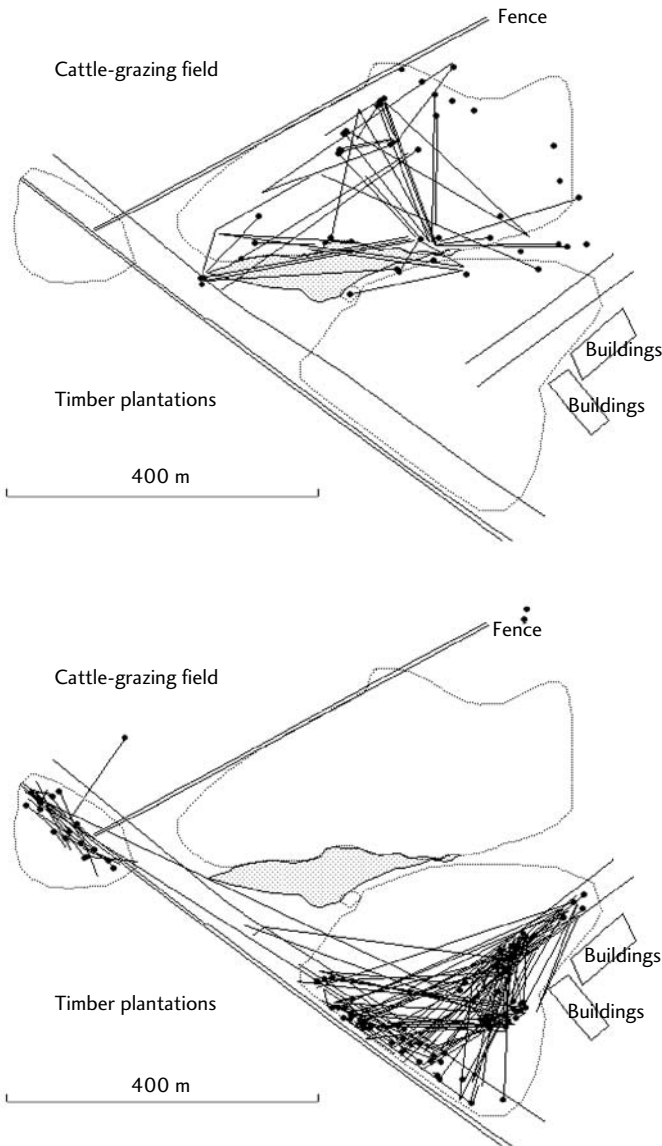 Fence
Cattle-grazing field
Buildings
Timber plantations
Buildings
400 m
Fence
Cattle-grazing field
Buildings
Timber plantations
Buildings
400 m